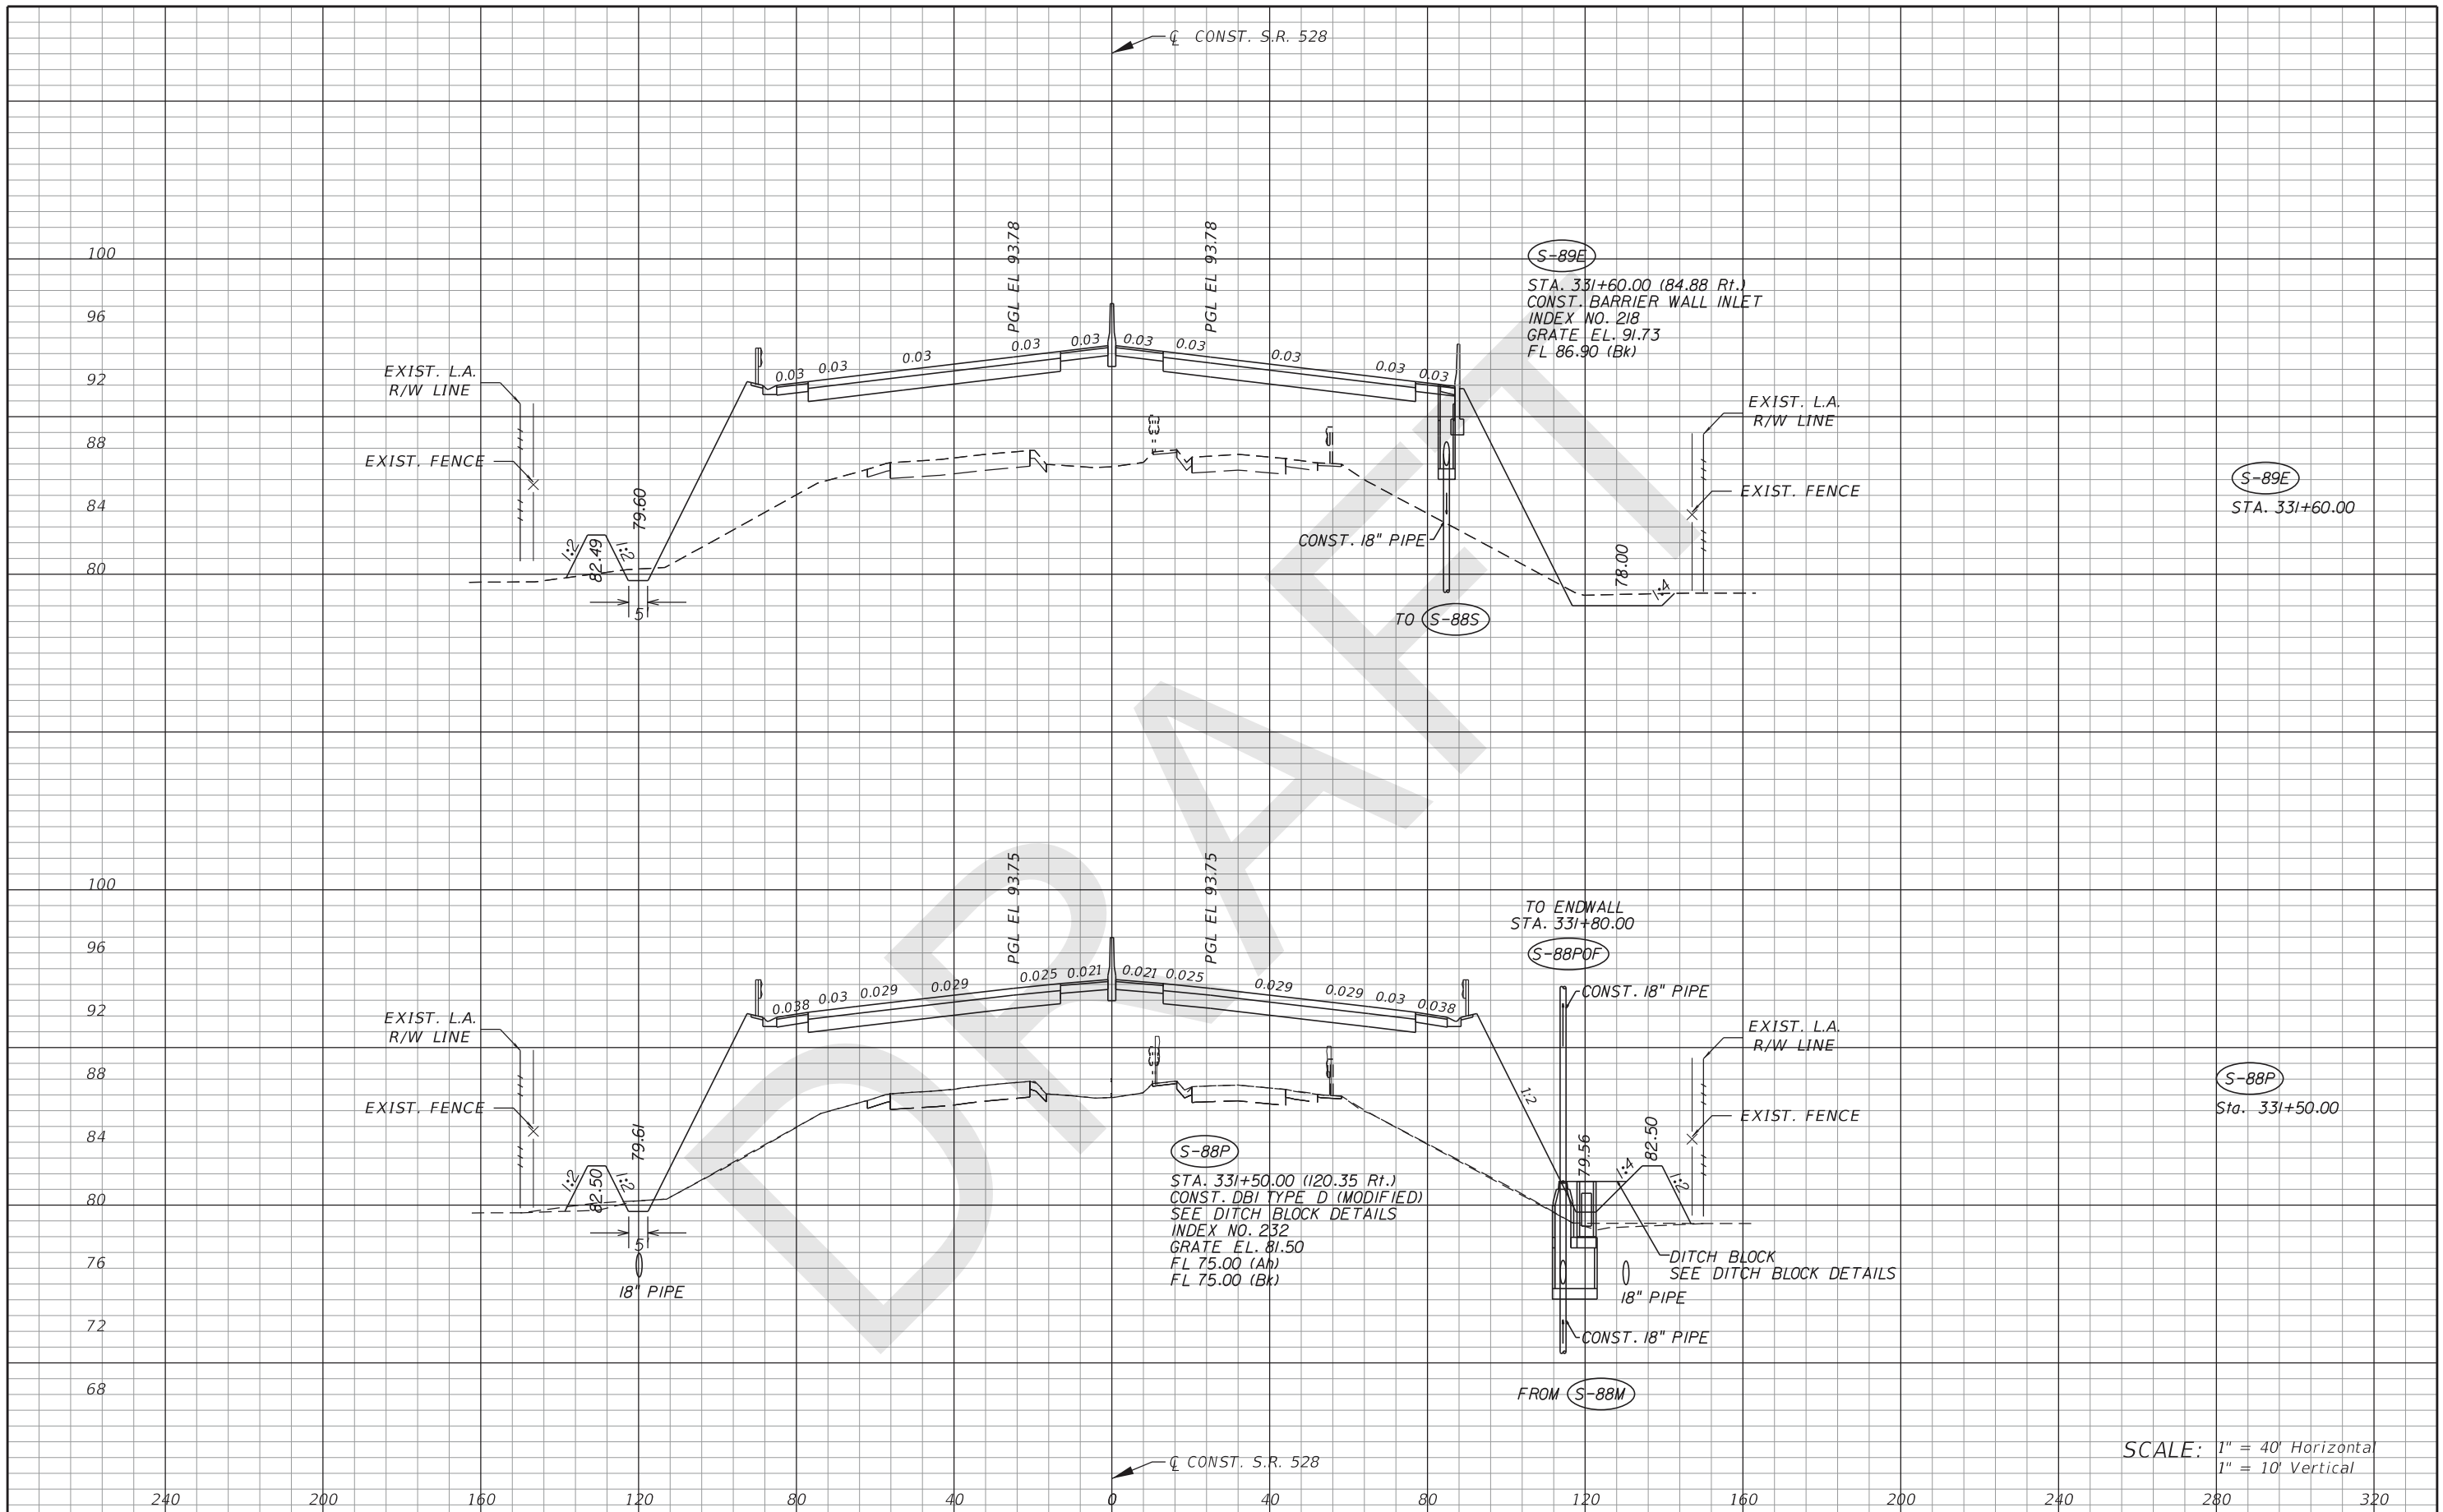 ℄ CONST. S.R. 528
100
96
92
88
84
80
PGL EL 93.78
PGL EL 93.78
S-89E
STA. 331+60.00 (84.88 Rt.)
CONST. BARRIER WALL INLET
INDEX NO. 218
GRATE EL. 91.73
FL 86.90 (Bk)
0.03
0.03
0.03
0.03
0.03
0.03
0.03
0.03
0.03
0.03
EXIST. L.A.
R/W LINE
EXIST. FENCE
1:2
82.49
1:2
79.60
5
CONST. 18" PIPE
TO S-88S
78.00
1:4
EXIST. L.A.
R/W LINE
EXIST. FENCE
S-89E
STA. 331+60.00
DRAFT
100
96
92
88
84
80
76
72
68
PGL EL 93.75
PGL EL 93.75
TO ENDWALL
STA. 331+80.00
S-88POF
CONST. 18" PIPE
0.038
0.03
0.029
0.029
0.025
0.021
0.021
0.025
0.029
0.029
0.03
0.038
EXIST. L.A.
R/W LINE
EXIST. FENCE
1:2
82.50
1:2
79.61
5
18" PIPE
S-88P
STA. 331+50.00 (120.35 Rt.)
CONST. DBI TYPE D (MODIFIED)
SEE DITCH BLOCK DETAILS
INDEX NO. 232
GRATE EL. 81.50
FL 75.00 (Ah)
FL 75.00 (Bk)
1:2
79.56
1:4
82.50
1:2
EXIST. L.A.
R/W LINE
EXIST. FENCE
DITCH BLOCK
SEE DITCH BLOCK DETAILS
18" PIPE
CONST. 18" PIPE
FROM S-88M
S-88P
Sta. 331+50.00
℄ CONST. S.R. 528
SCALE: 1" = 40' Horizontal
1" = 10' Vertical
240 200 160 120 80 40 0 40 80 120 160 200 240 280 320